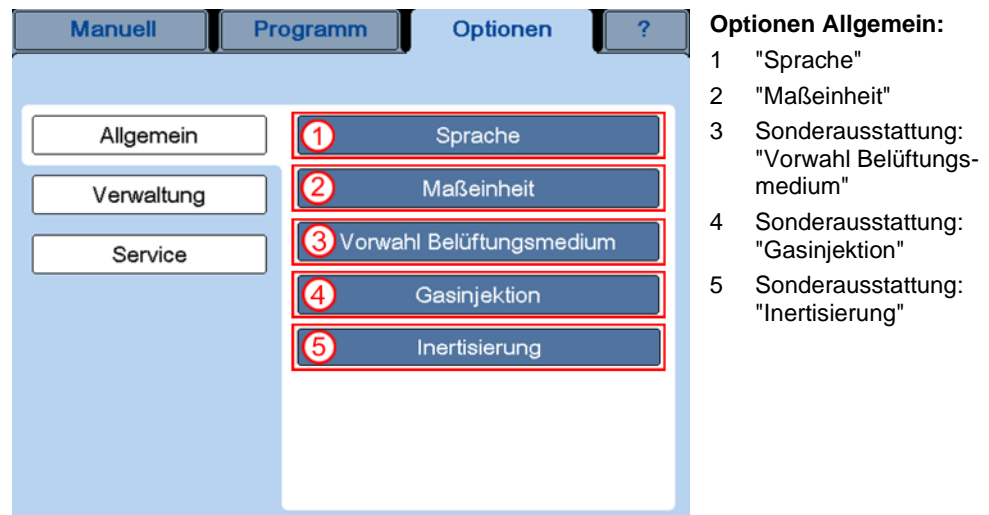 Manuell
Programm
Optionen
?
Allgemein
Verwaltung
Service
1 Sprache
2 Maßeinheit
3 Vorwahl Belüftungsmedium
4 Gasinjektion
5 Inertisierung
Optionen Allgemein:
1 "Sprache"
2 "Maßeinheit"
3 Sonderausstattung:
"Vorwahl Belüftungs-
medium"
4 Sonderausstattung:
"Gasinjektion"
5 Sonderausstattung:
"Inertisierung"